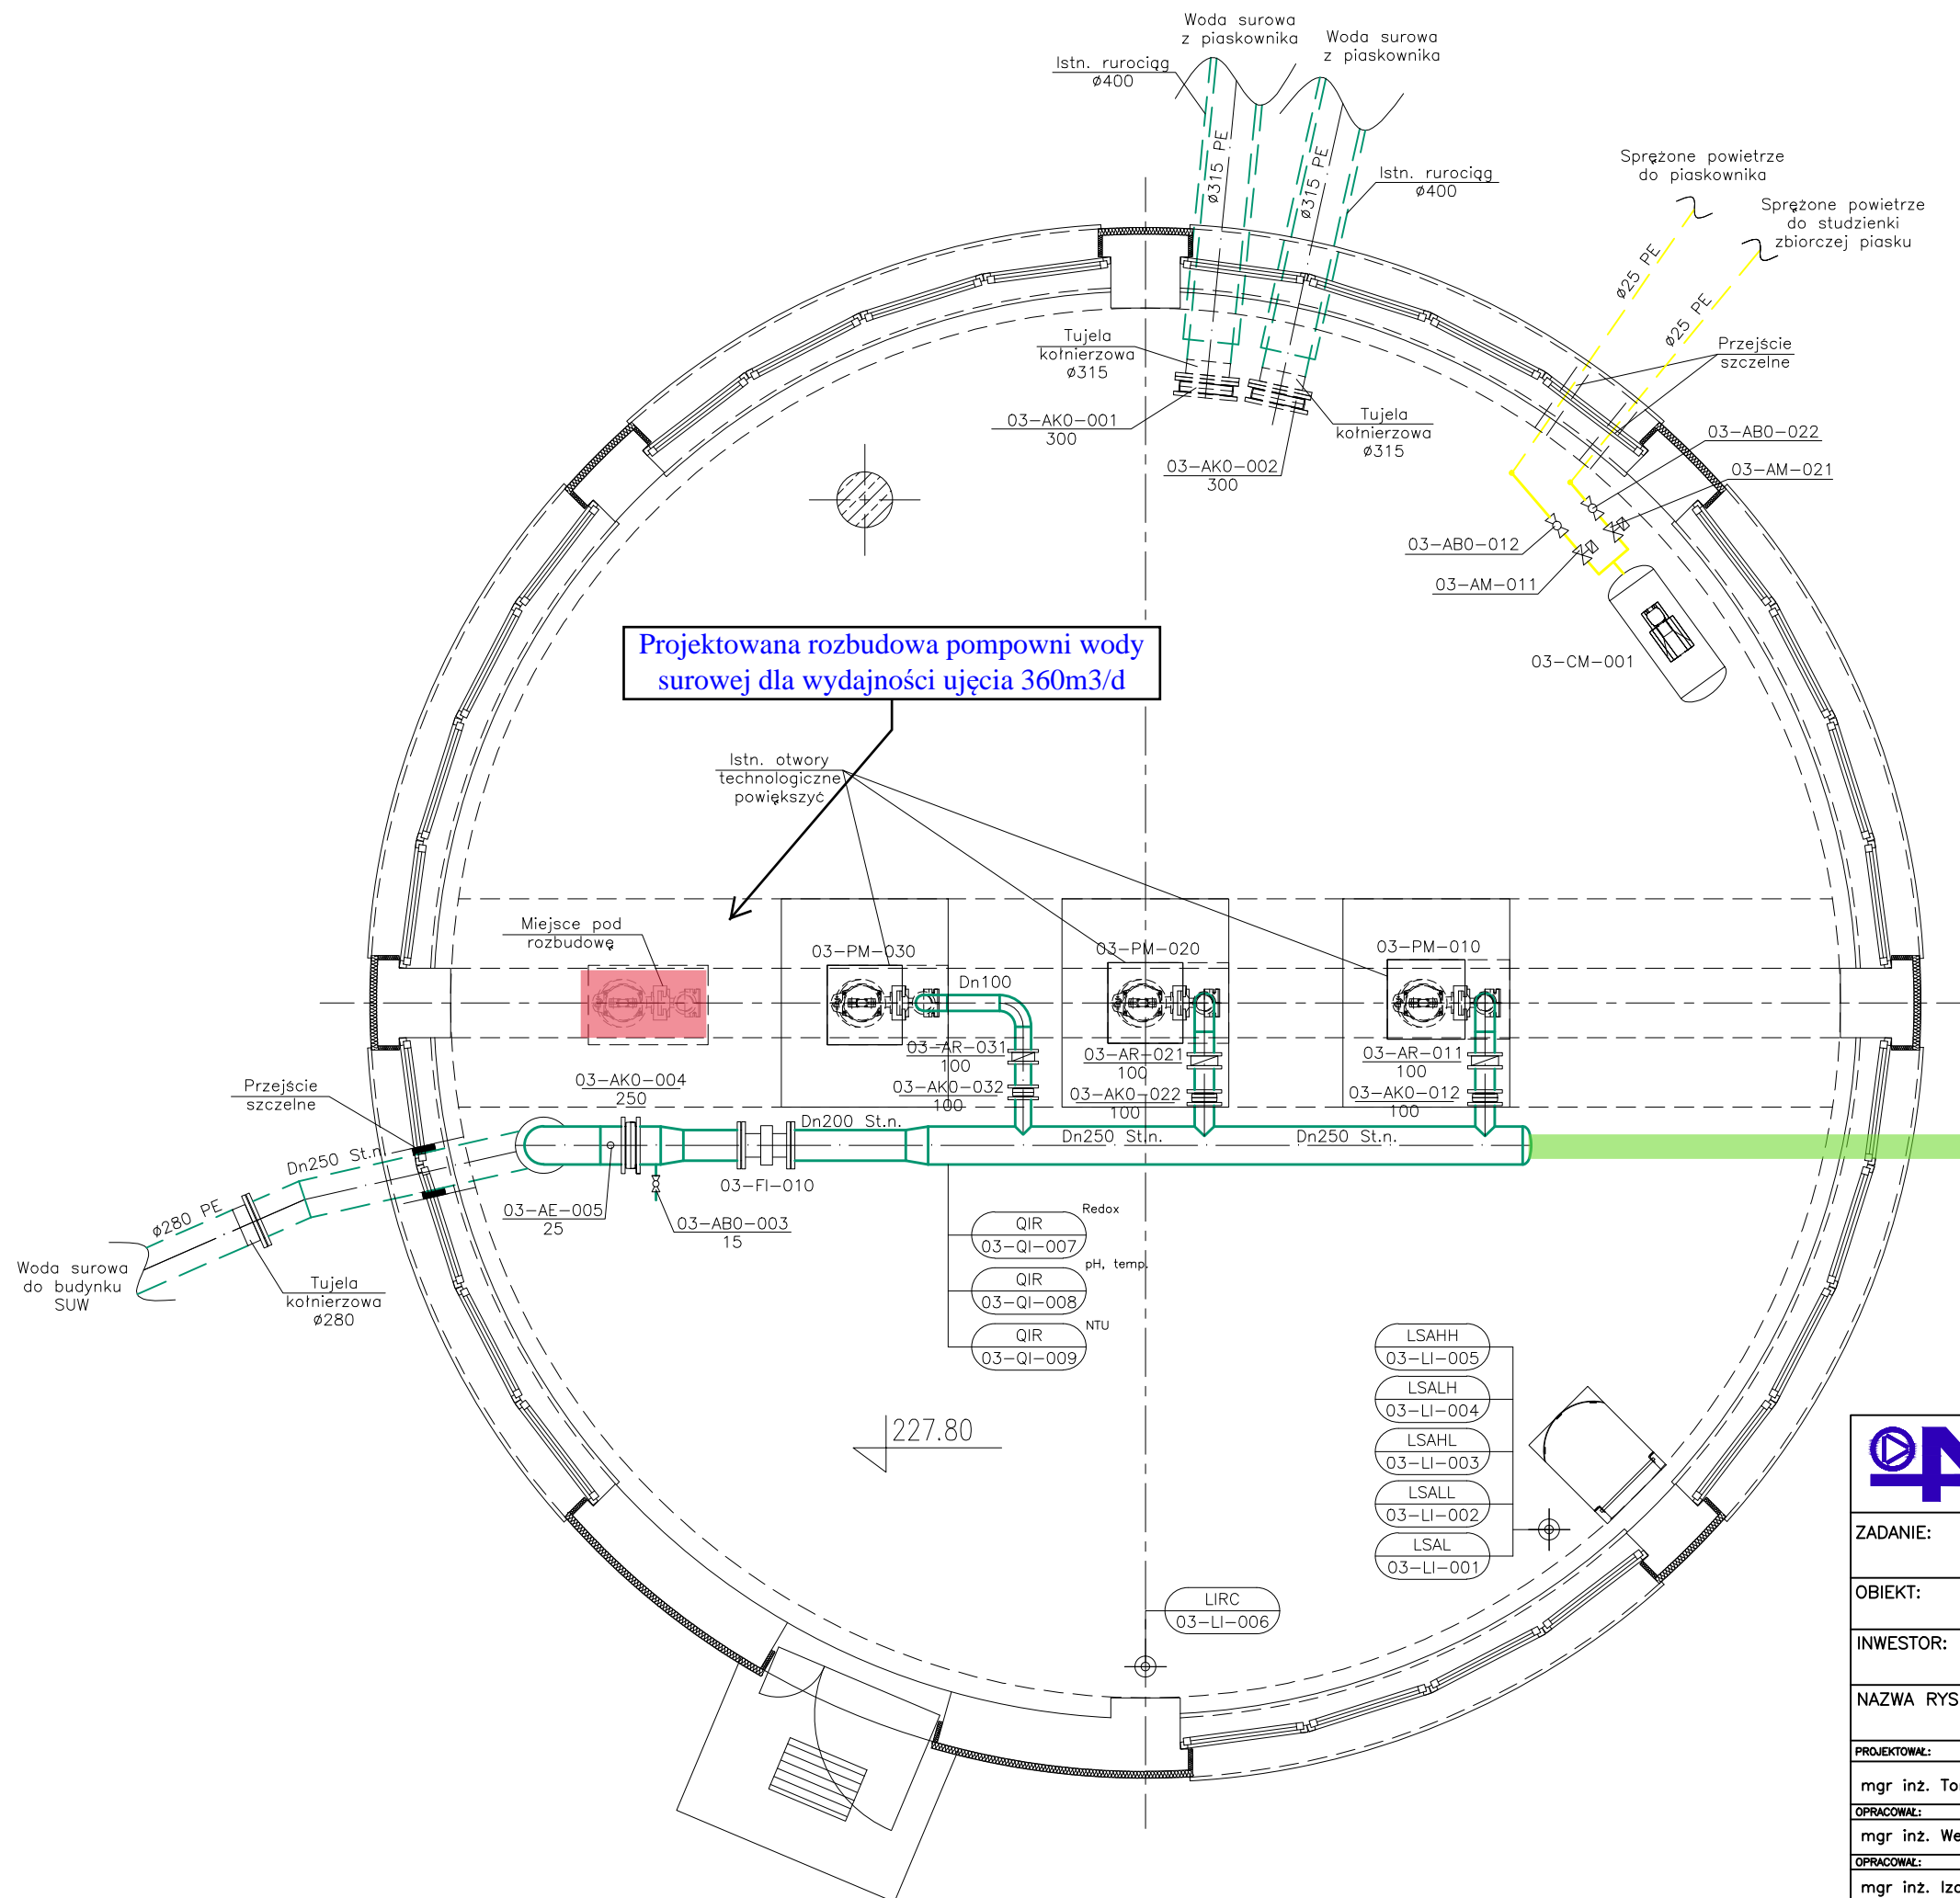 Woda surowa
z piaskownika
Woda surowa
z piaskownika
Istn. rurociąg
ø400
ø315 PE
ø315 PE
Istn. rurociąg
ø400
Sprężone powietrze
do piaskownika
Sprężone powietrze
do studzienki
zbiorczej piasku
ø25 PE
ø25 PE
Przejście
szczelne
Tujela
kołnierzowa
ø315
03-AK0-001
300
Tujela
kołnierzowa
ø315
03-AK0-002
300
03-AB0-022
03-AM-021
03-AB0-012
03-AM-011
03-CM-001
Projektowana rozbudowa pompowni wody
surowej dla wydajności ujęcia 360m3/d
Istn. otwory
technologiczne
powiększyć
Miejsce pod
rozbudowę
03-PM-030
03-PM-020
03-PM-010
Dn100
03-AR-031
100
03-AR-021
100
03-AR-011
100
03-AK0-004
250
03-AK0-032
100
03-AK0-022
100
03-AK0-012
100
Przejście
szczelne
Dn200 St.n.
Dn250 St.n.
Dn250 St.n.
Dn250 St.n.
03-FI-010
03-AE-005
25
03-AB0-003
15
ø280 PE
Woda surowa
do budynku
SUW
Tujela
kołnierzowa
ø280
QIR
Redox
03-QI-007
QIR
pH, temp.
03-QI-008
QIR
NTU
03-QI-009
LSAHH
03-LI-005
LSALH
03-LI-004
LSAHL
03-LI-003
LSALL
03-LI-002
LSAL
03-LI-001
227.80
LIRC
03-LI-006
ZADANIE:
OBIEKT:
INWESTOR:
NAZWA RYS
PROJEKTOWAŁ:
mgr inż.
OPRACOWAŁ:
mgr inż.
OPRACOWAŁ:
mgr inż.